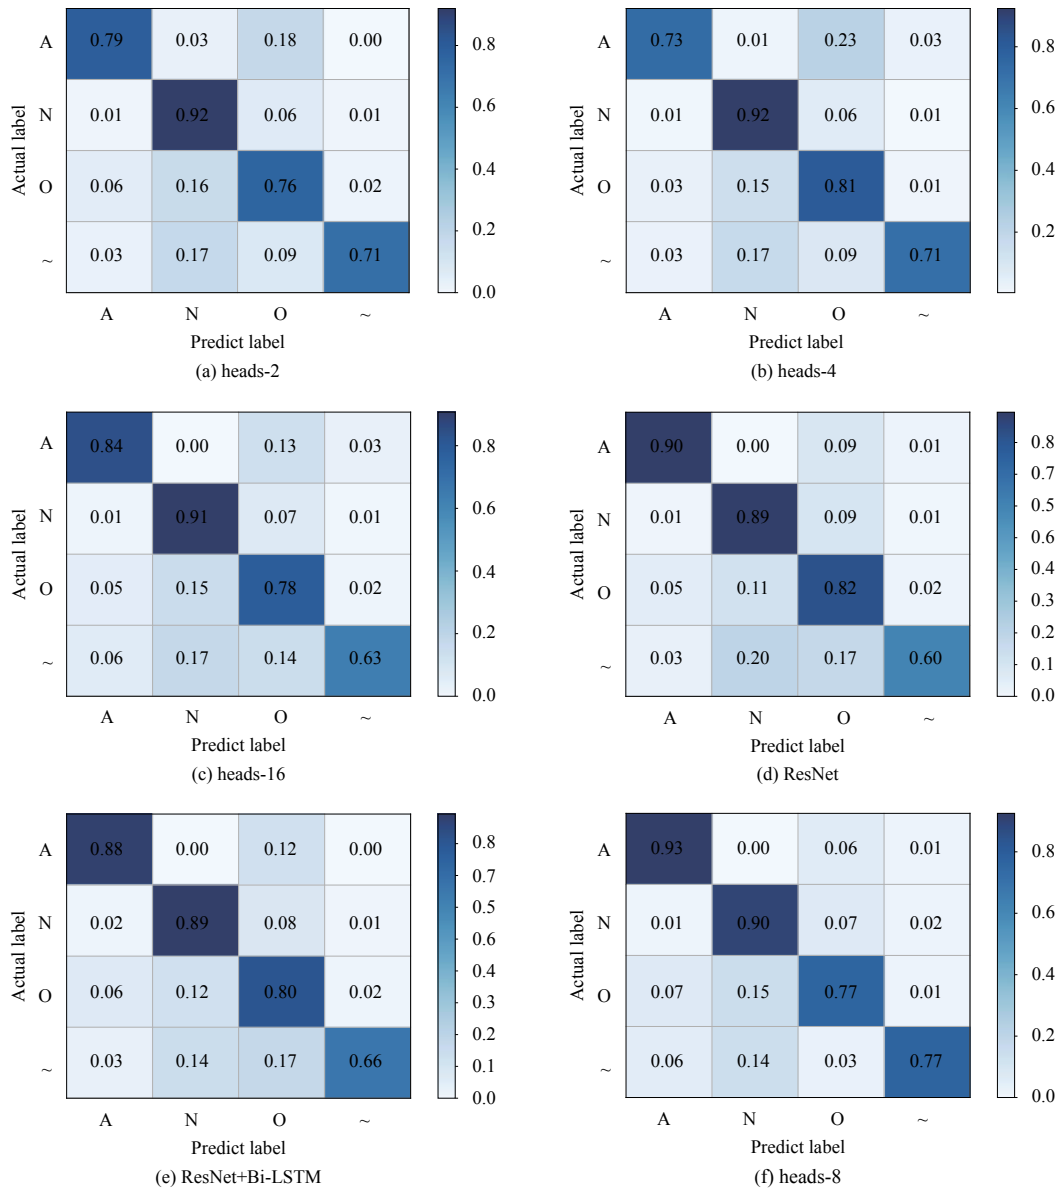 A 0.79 0.03 0.18 0.00
N 0.01 0.92 0.06 0.01
O 0.06 0.16 0.76 0.02
~ 0.03 0.17 0.09 0.71
Actual label
A N O ~
Predict label
0.8
0.6
0.4
0.2
0.0
(a) heads-2
A 0.73 0.01 0.23 0.03
N 0.01 0.92 0.06 0.01
O 0.03 0.15 0.81 0.01
~ 0.03 0.17 0.09 0.71
Actual label
A N O ~
Predict label
0.8
0.6
0.4
0.2
(b) heads-4
A 0.84 0.00 0.13 0.03
N 0.01 0.91 0.07 0.01
O 0.05 0.15 0.78 0.02
~ 0.06 0.17 0.14 0.63
Actual label
A N O ~
Predict label
0.8
0.6
0.4
0.2
0.0
(c) heads-16
A 0.90 0.00 0.09 0.01
N 0.01 0.89 0.09 0.01
O 0.05 0.11 0.82 0.02
~ 0.03 0.20 0.17 0.60
Actual label
A N O ~
Predict label
0.8
0.8
0.7
0.5
0.4
0.3
0.2
0.1
0.0
(d) ResNet
A 0.88 0.00 0.12 0.00
N 0.02 0.89 0.08 0.01
O 0.06 0.12 0.80 0.02
~ 0.03 0.14 0.17 0.66
Actual label
A N O ~
Predict label
0.8
0.8
0.7
0.5
0.6
0.3
0.2
0.1
0.0
(e) ResNet+Bi-LSTM
A 0.93 0.00 0.06 0.01
N 0.01 0.90 0.07 0.02
O 0.07 0.15 0.77 0.01
~ 0.06 0.14 0.03 0.77
Actual label
A N O ~
Predict label
0.8
0.6
0.4
0.2
0.0
(f) heads-8